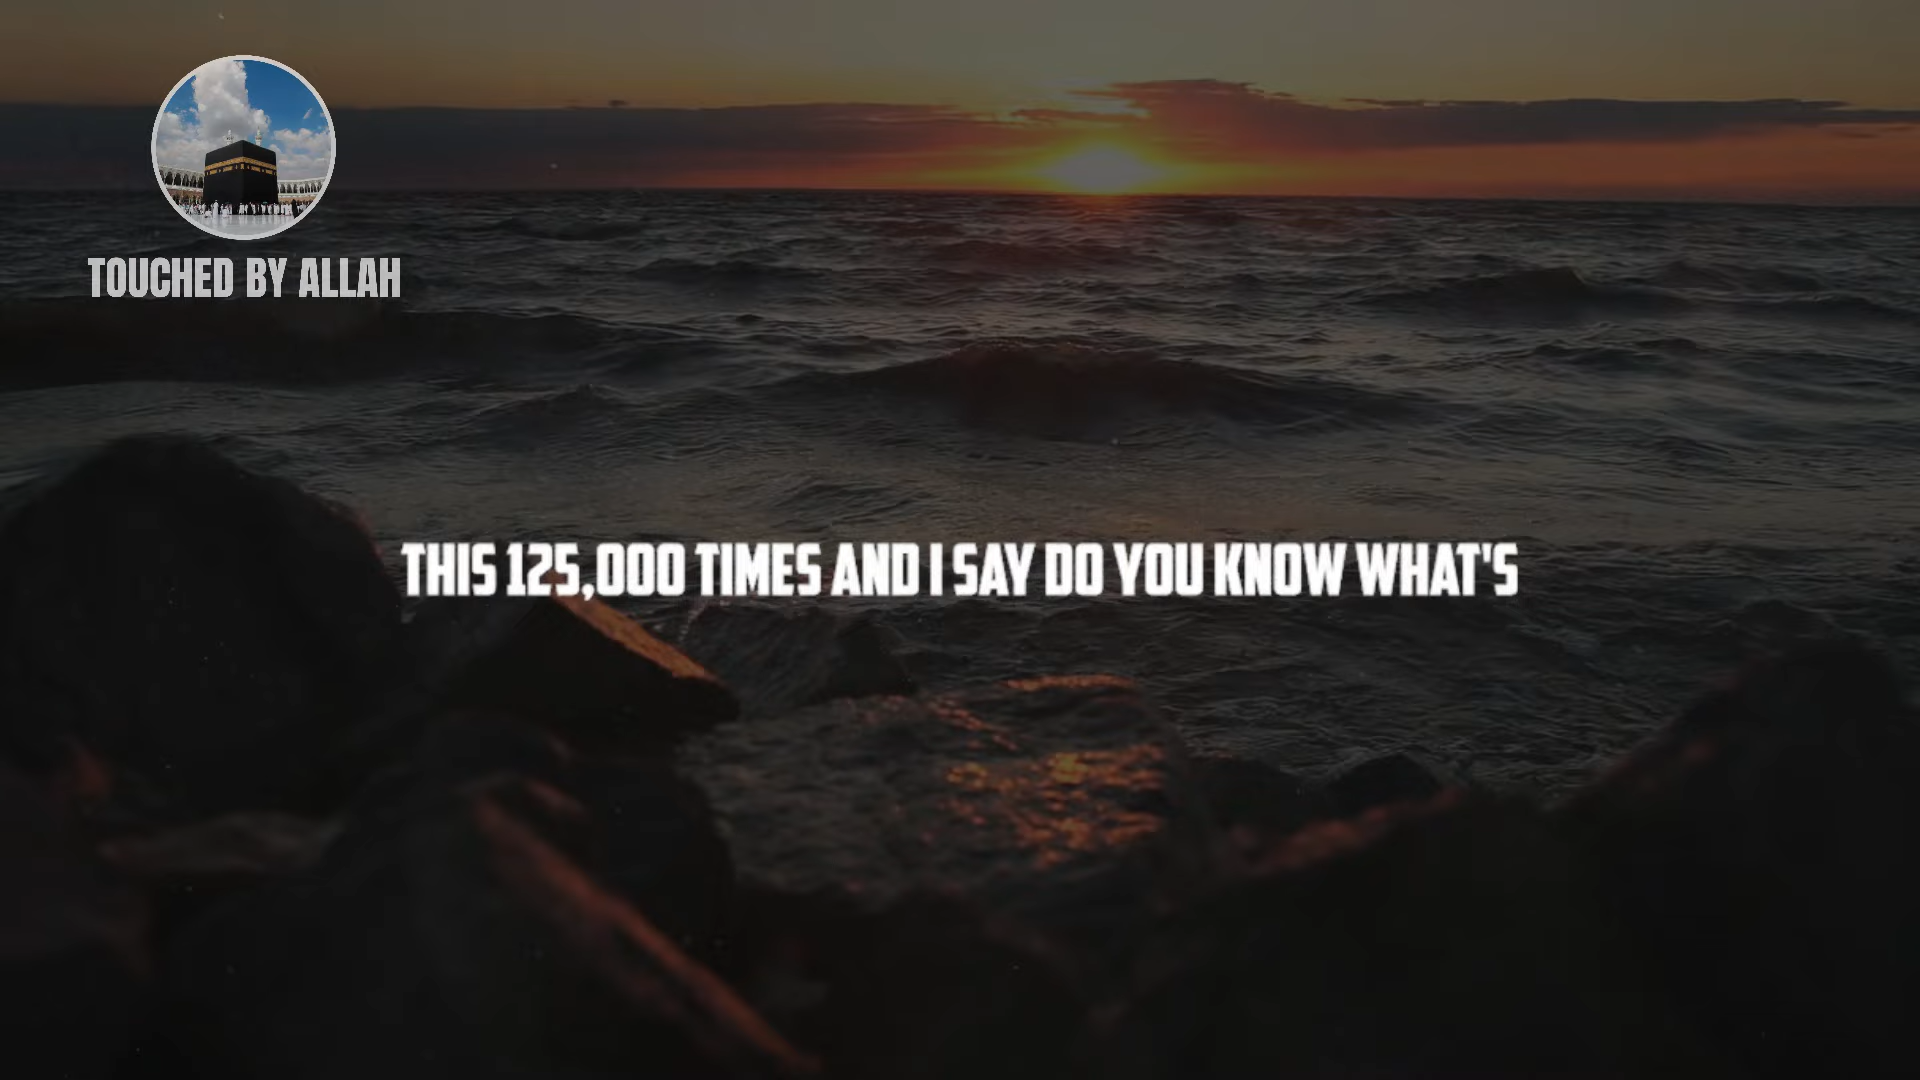 TOUCHED BY ALLAH
THIS 125,000 TIMES AND I SAY DO YOU KNOW WHAT'S